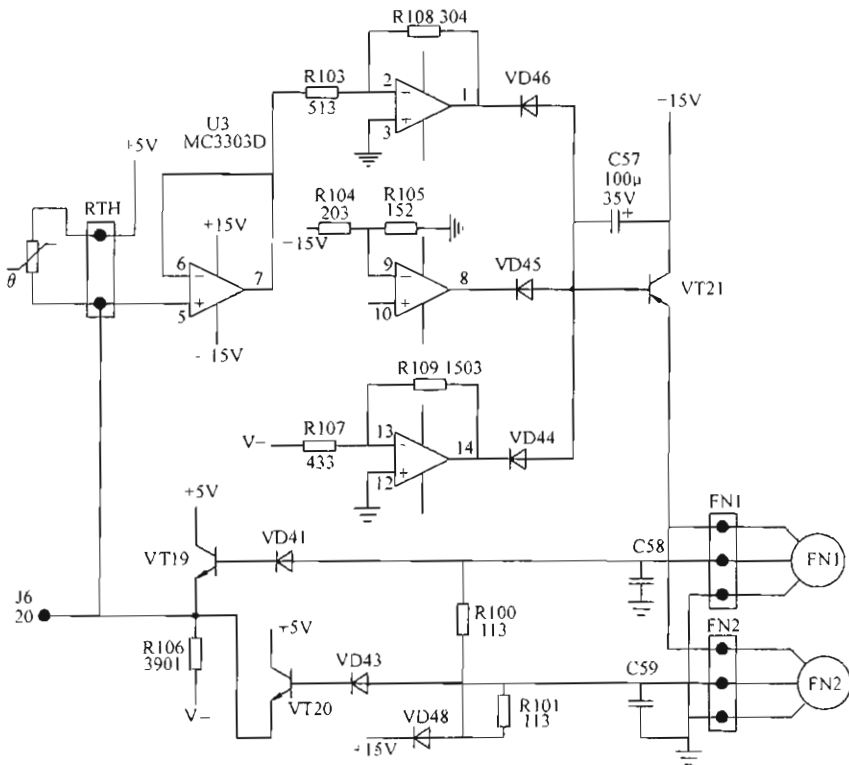 R108 304
R103
513
2
1
3
VD46
-15V
U3
MC3303D
+5V
C57
100μ
35V
+
RTH
R104
203
R105
152
-15V
+15V
θ
6
7
5
9
8
10
VD45
VT21
-15V
R109 1503
R107
433
V-
13
14
12
VD44
+5V
FN1
VT19
VD41
C58
FN1
J6
20
R100
113
FN2
R106
3901
+5V
VD43
C59
VT20
R101
113
FN2
V-
VD48
+15V